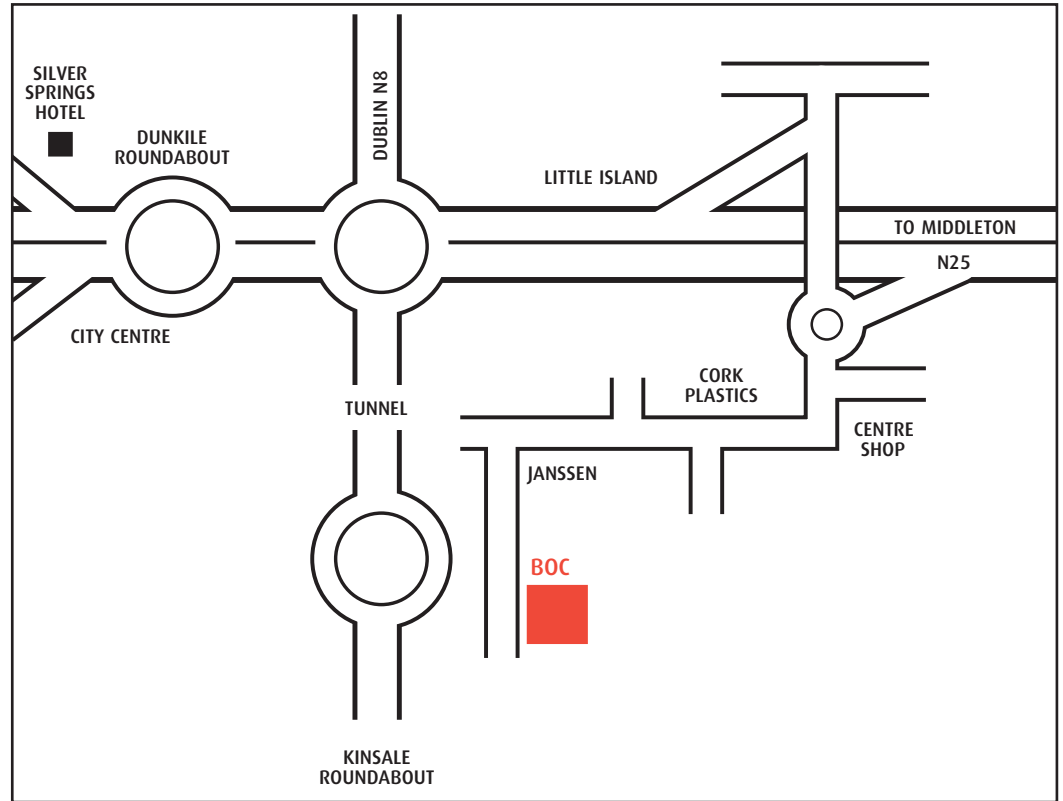 SILVER
SPRINGS
HOTEL
DUNKILE
ROUNDABOUT
DUBLIN N8
LITTLE ISLAND
TO MIDDLETON
N25
CITY CENTRE
TUNNEL
CORK
PLASTICS
CENTRE
SHOP
JANSSEN
BOC
KINSALE
ROUNDABOUT